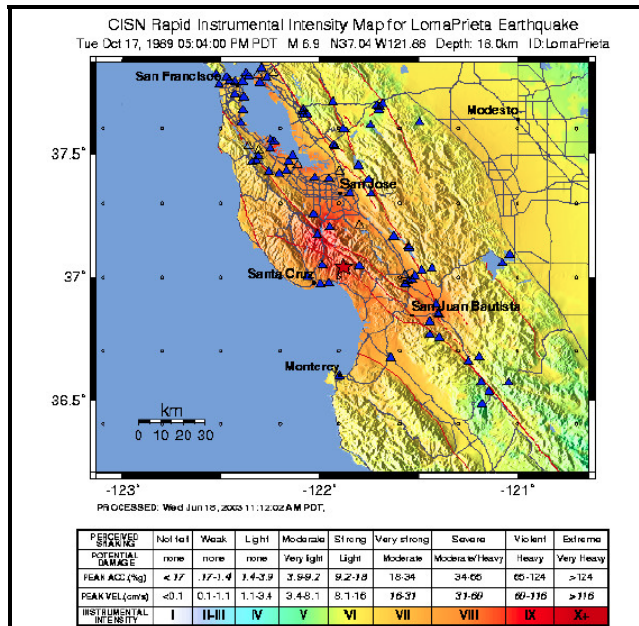 CISN Rapid Instrumental Intensity Map for LomaPrieta Earthquake
Tue Oct 17, 1989 05:04:00 PM PDT M 6.9 N37.04 W121.88 Depth: 18.0km ID:LomaPrieta
San Francisco
Modesto
37.5°
San Jose
37°
Santa Cruz
San Juan Bautista
Monterey
36.5°
km
0 10 20 30
-123° -122° -121°
PROCESSED: Wed Jun 18, 2003 11:12:02 AM PDT,
PERCEIVED SHAKING Not felt Weak Light Moderate Strong Very strong Severe Violent Extreme
POTENTIAL DAMAGE none none none Very light Light Moderate Moderate/Heavy Heavy Very Heavy
PEAK ACC.(%g) <.17 .17-1.4 1.4-3.9 3.9-9.2 9.2-18 18-34 34-65 65-124 >124
PEAK VEL.(cm/s) <0.1 0.1-1.1 1.1-3.4 3.4-8.1 8.1-16 16-31 31-60 60-116 >116
INSTRUMENTAL INTENSITY I II-III IV V VI VII VIII IX X+